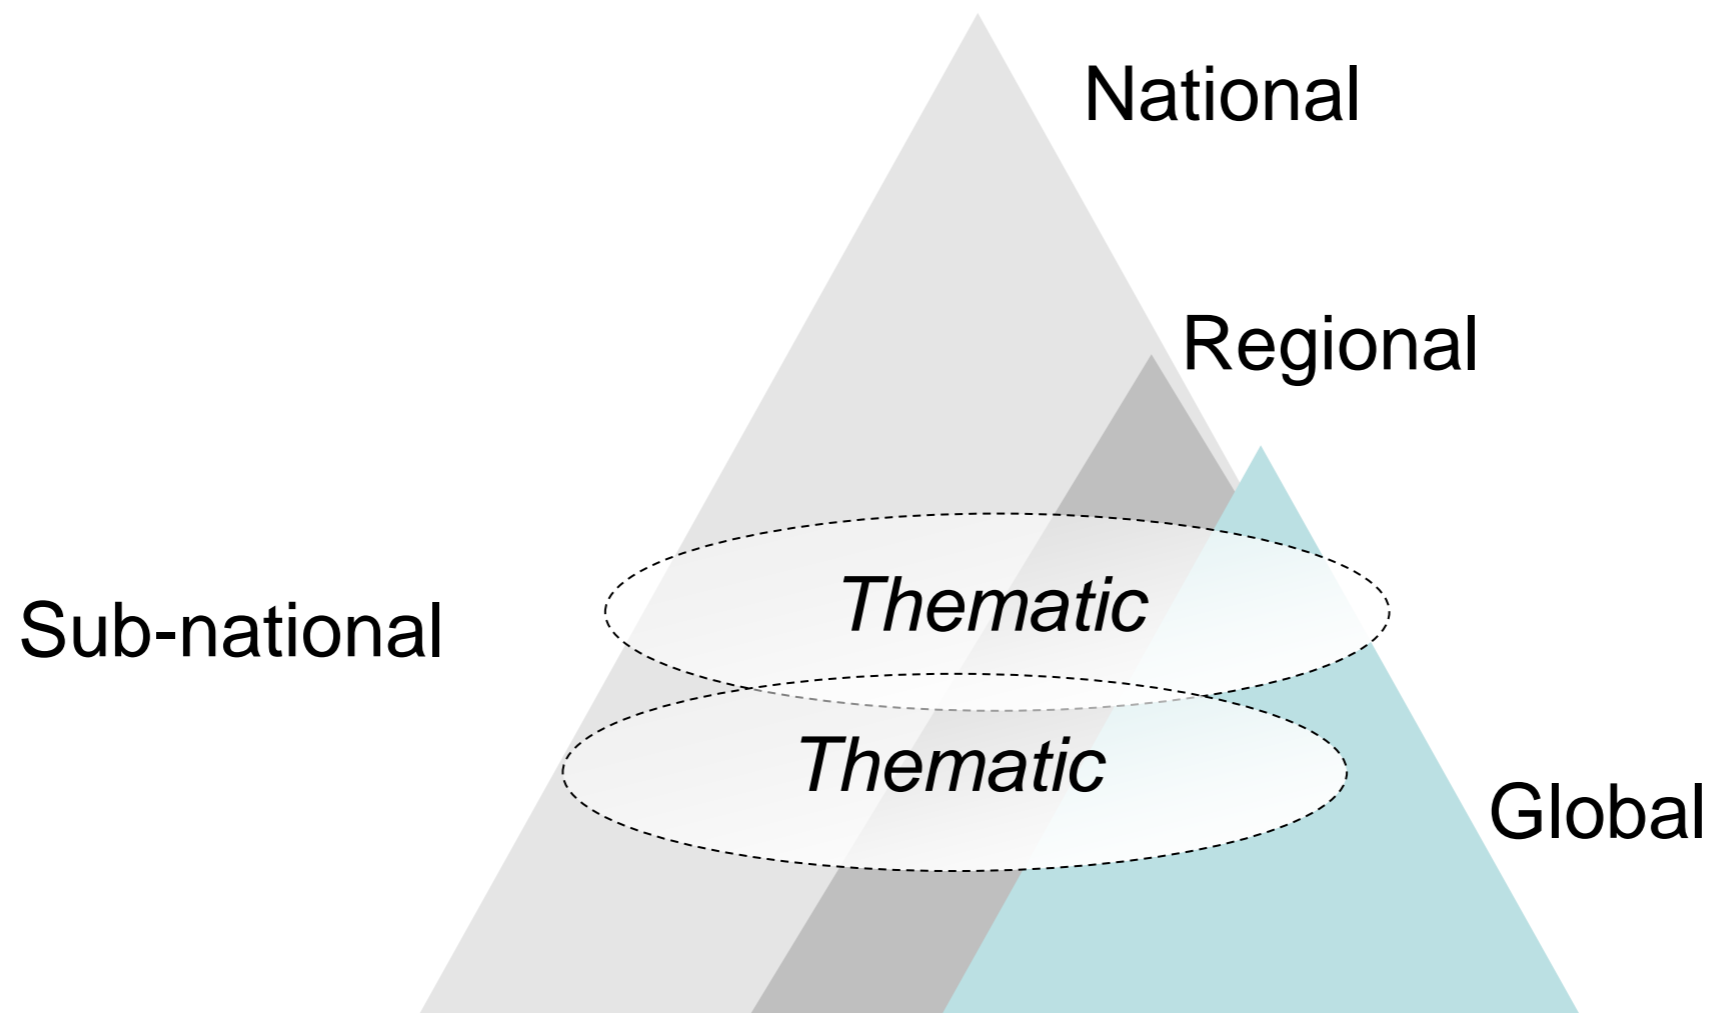 National
Regional
Thematic
Sub-national
Thematic
Global